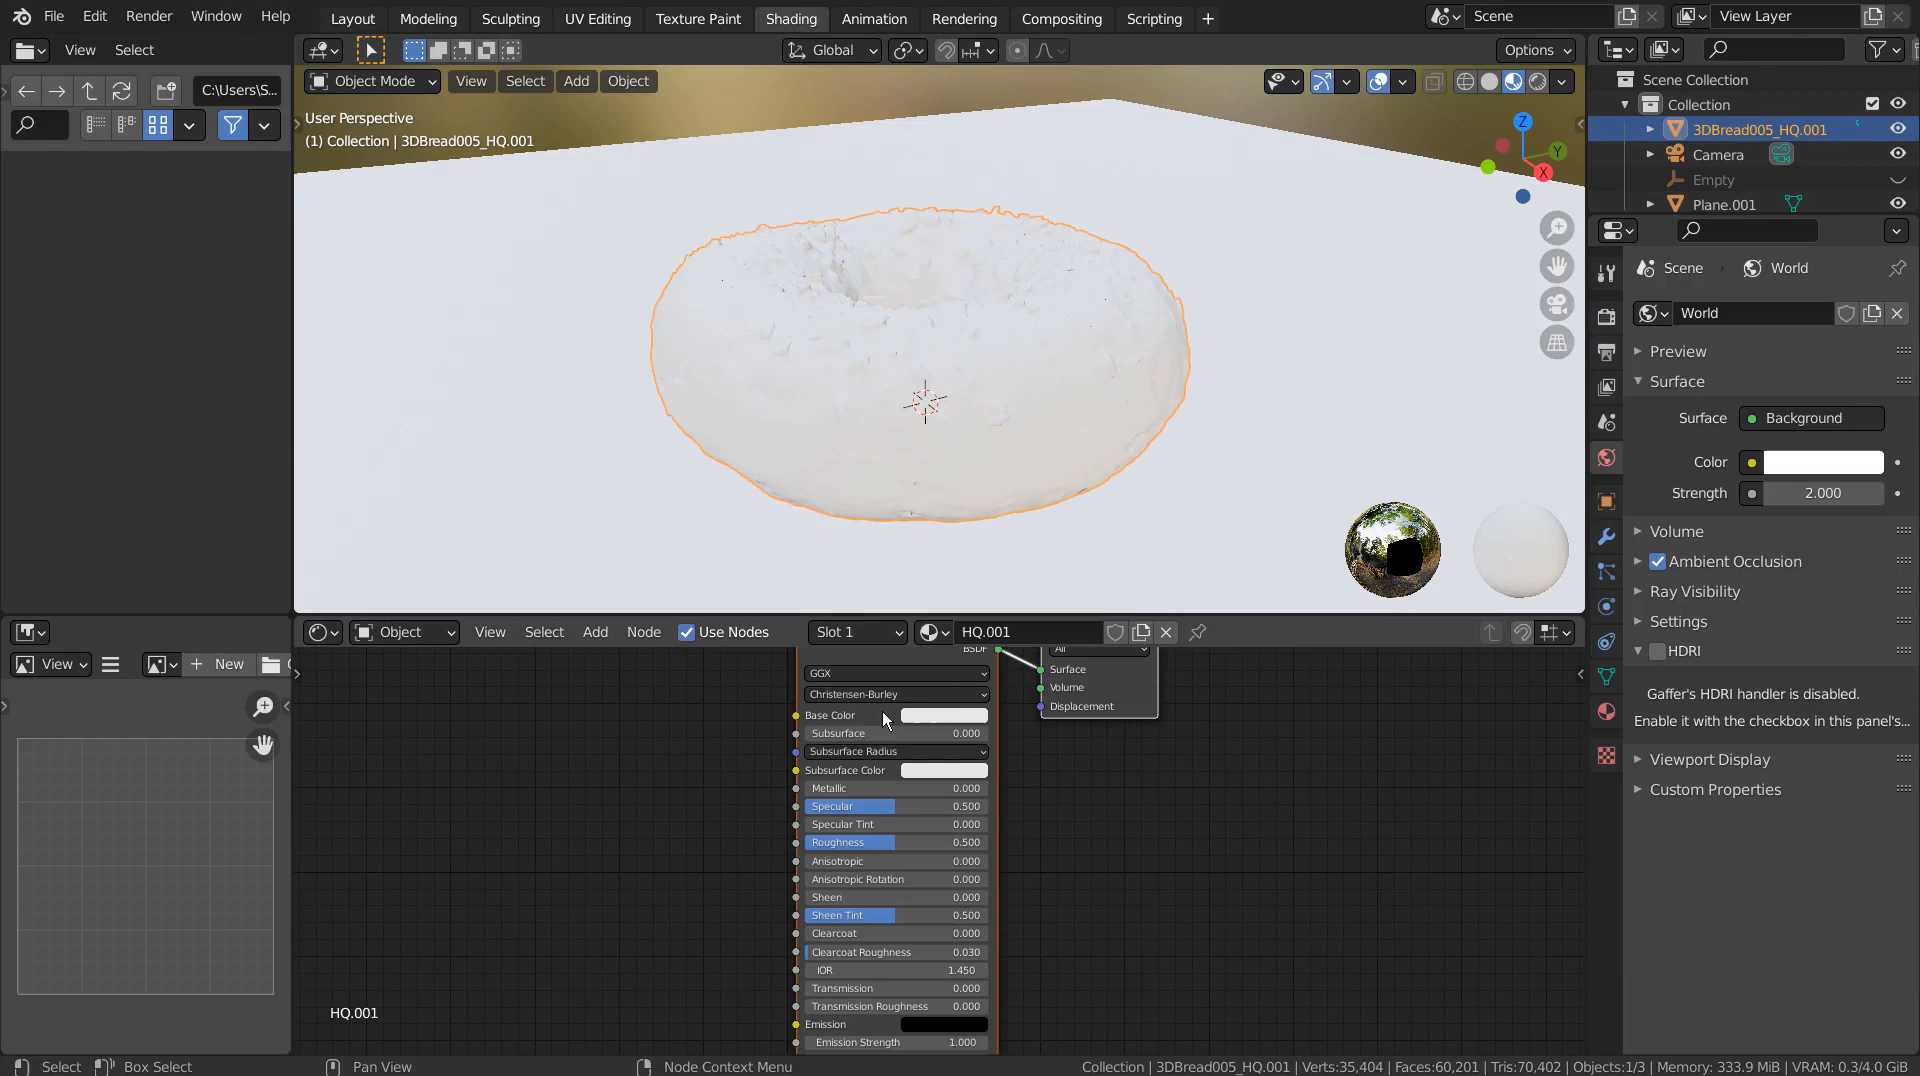 File Edit Render Window Help Layout Modeling Sculpting UV Editing Texture Paint Shading Animation Rendering Compositing Scripting + Scene View Layer
View Select Global Options
C:\Users\S... Object Mode View Select Add Object
User Perspective
(1) Collection | 3DBread005_HQ.001
Z
Y
X
Scene Collection
Collection
3DBread005_HQ.001
Camera
Empty
Plane.001
Scene World
World
Preview
Surface
Surface Background
Color
Strength 2.000
Volume
Ambient Occlusion
Ray Visibility
Settings
HDRI
Gaffer's HDRI handler is disabled.
Enable it with the checkbox in this panel's...
Viewport Display
Custom Properties
Object View Select Add Node Use Nodes Slot 1 HQ.001
View + New
BSDF
GGX
Christensen-Burley
Base Color
Subsurface 0.000
Subsurface Radius
Subsurface Color
Metallic 0.000
Specular 0.500
Specular Tint 0.000
Roughness 0.500
Anisotropic 0.000
Anisotropic Rotation 0.000
Sheen 0.000
Sheen Tint 0.500
Clearcoat 0.000
Clearcoat Roughness 0.030
IOR 1.450
Transmission 0.000
Transmission Roughness 0.000
Emission
Emission Strength 1.000
All
Surface
Volume
Displacement
HQ.001
Select Box Select Pan View Node Context Menu Collection | 3DBread005_HQ.001 | Verts:35,404 | Faces:60,201 | Tris:70,402 | Objects:1/3 | Memory: 333.9 MiB | VRAM: 0.3/4.0 GiB